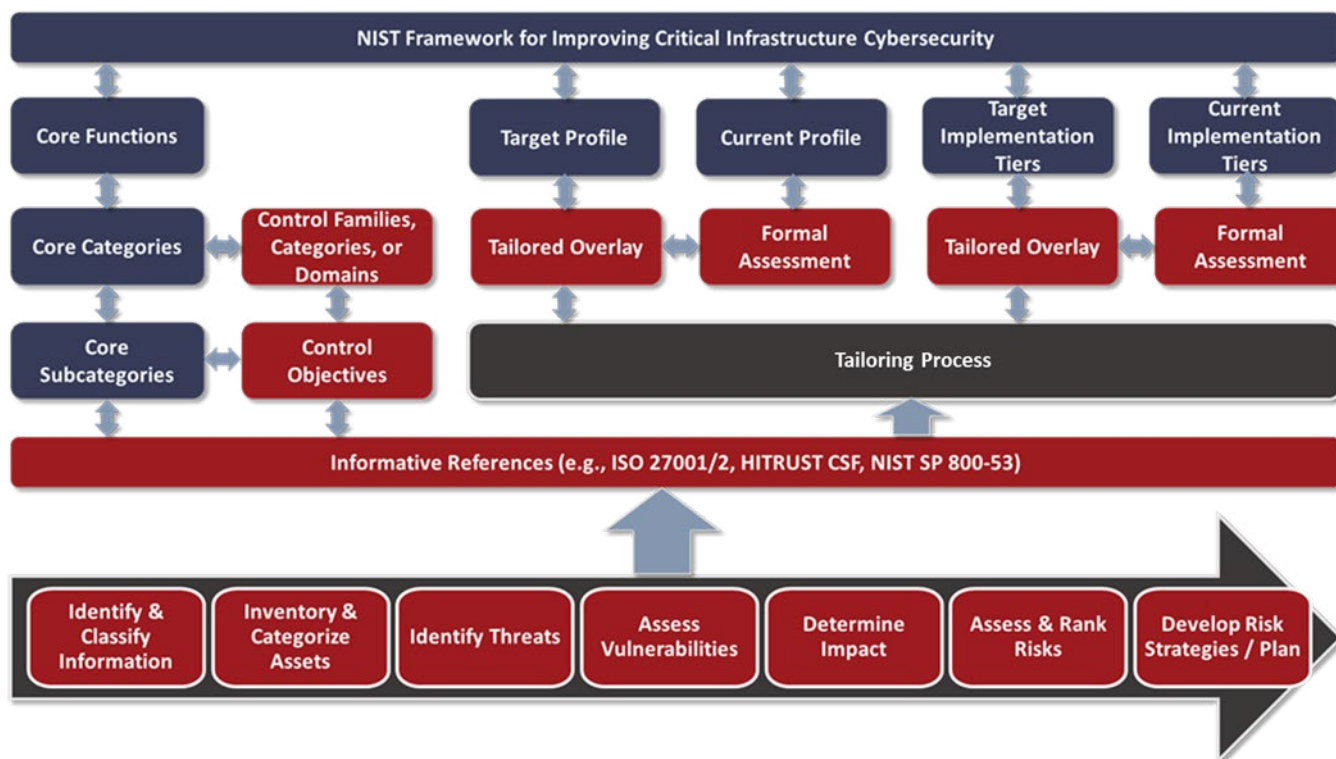 NIST Framework for Improving Critical Infrastructure Cybersecurity
Core Functions
Target Profile
Current Profile
Target
Implementation
Tiers
Current
Implementation
Tiers
Core Categories
Control Families,
Categories, or
Domains
Tailored Overlay
Formal
Assessment
Tailored Overlay
Formal
Assessment
Core
Subcategories
Control
Objectives
Tailoring Process
Informative References (e.g., ISO 27001/2, HITRUST CSF, NIST SP 800-53)
Identify &
Classify
Information
Inventory &
Categorize
Assets
Identify Threats
Assess
Vulnerabilities
Determine
Impact
Assess & Rank
Risks
Develop Risk
Strategies / Plan